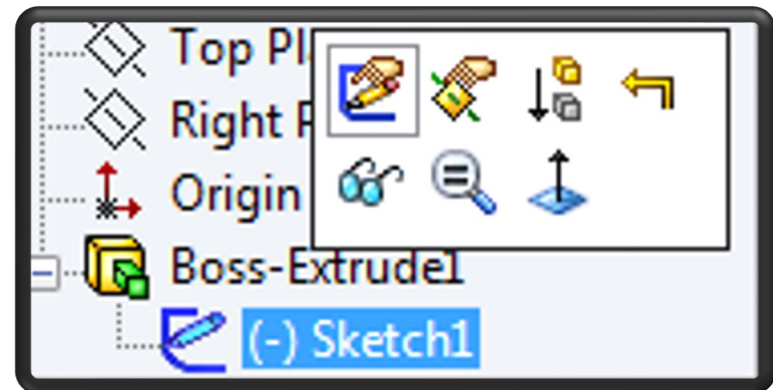 Top Pl
Right
Origin
Boss-Extrude1
(-) Sketch1